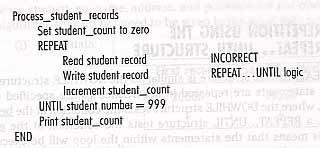 Process_student_records
Set student_count to zero
REPEAT
Read student record INCORRECT
Write student record REPEAT...UNTIL logic
Increment student_count
UNTIL student number = 999
Print student_count
END